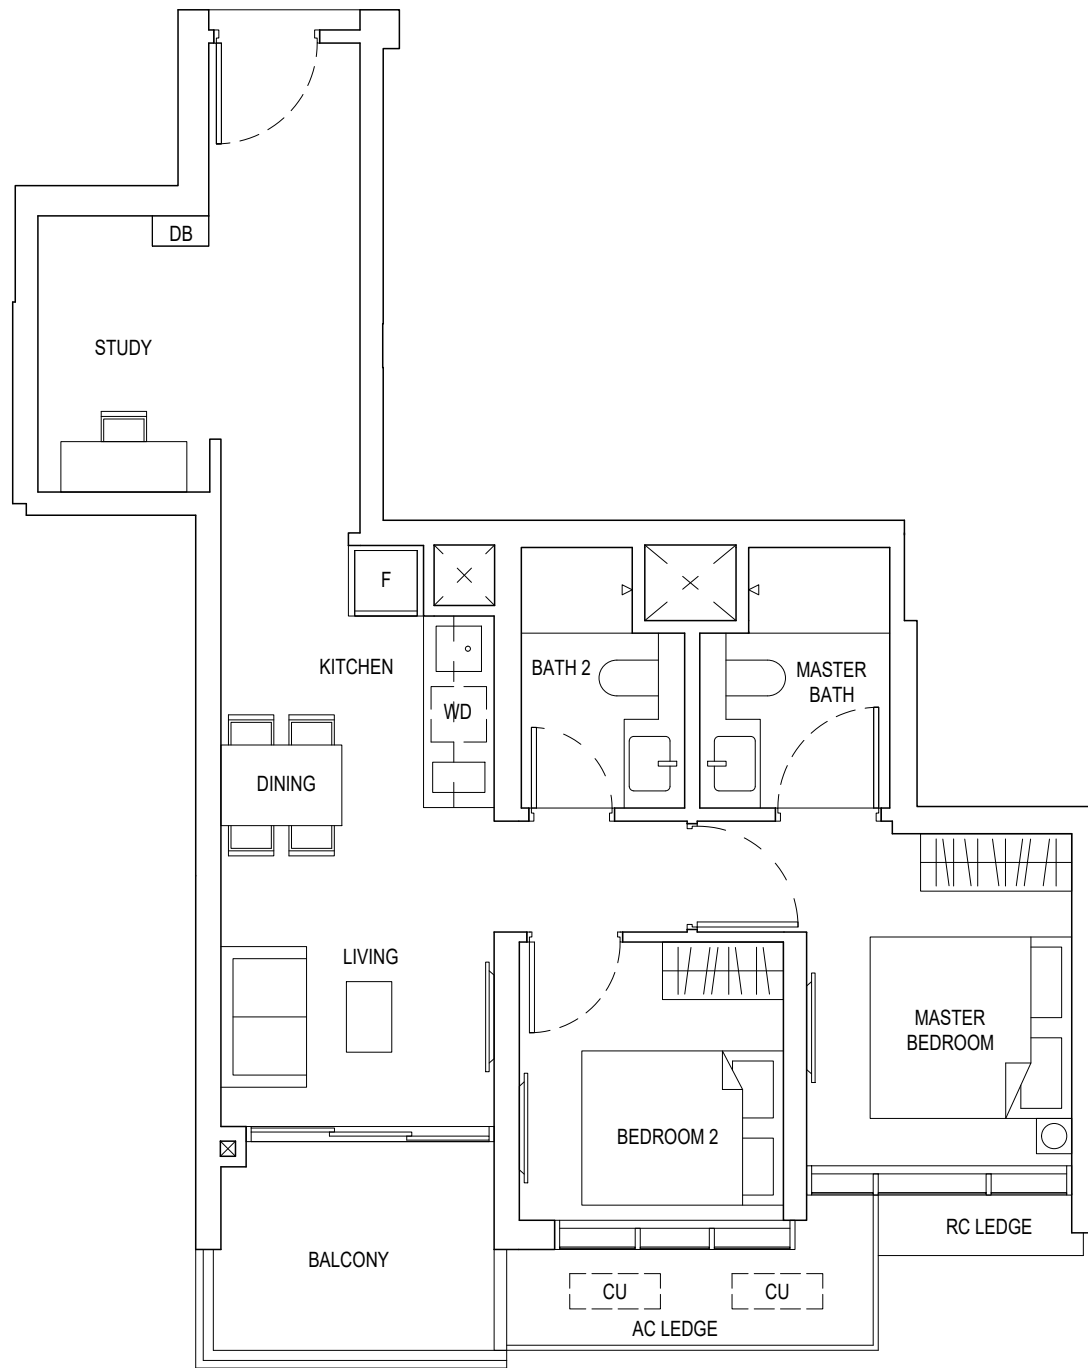 DB
STUDY
F
KITCHEN
BATH 2
MASTER
BATH
WD
DINING
LIVING
MASTER
BEDROOM
BEDROOM 2
RC LEDGE
BALCONY
CU
CU
AC LEDGE